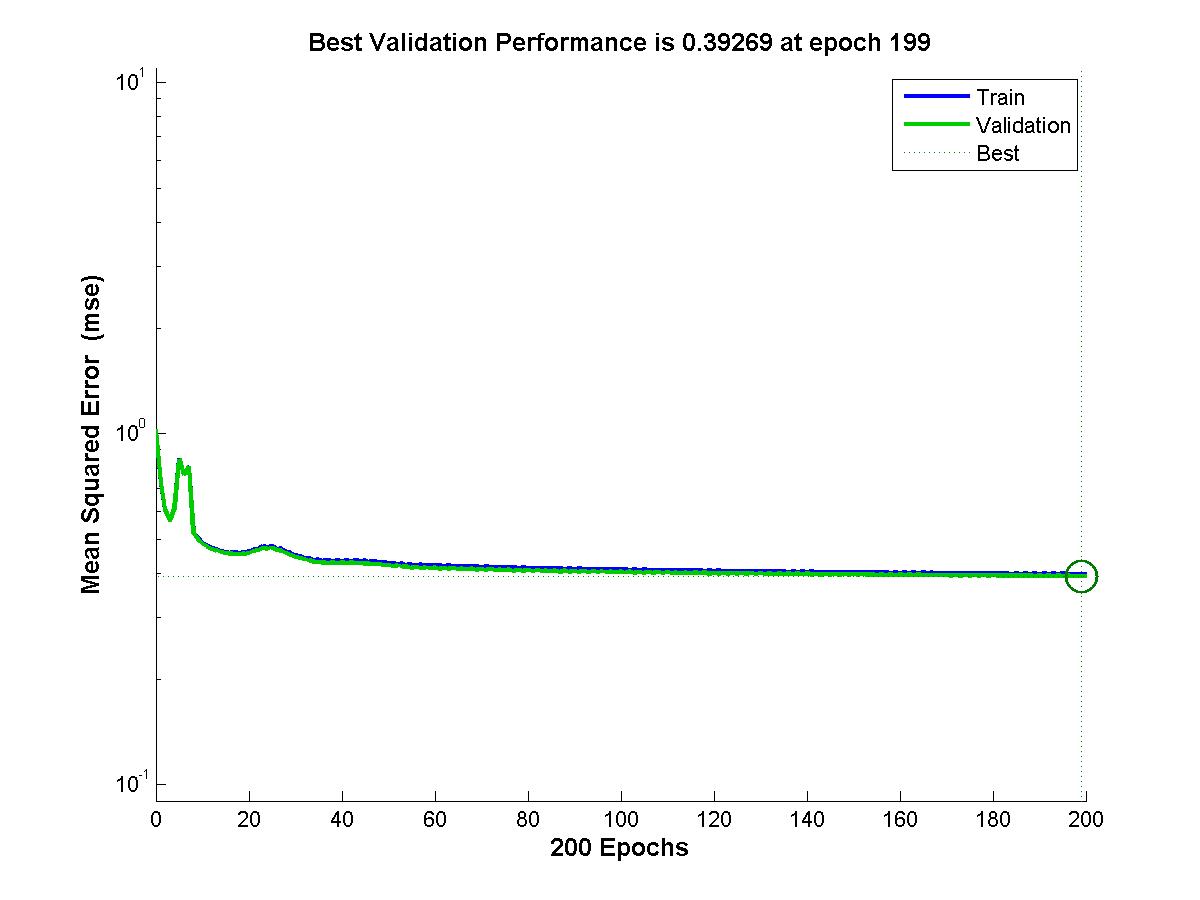 Best Validation Performance is 0.39269 at epoch 199
Train
Validation
Best
Mean Squared Error (mse)
10^1
10^0
10^-1
0 20 40 60 80 100 120 140 160 180 200
200 Epochs